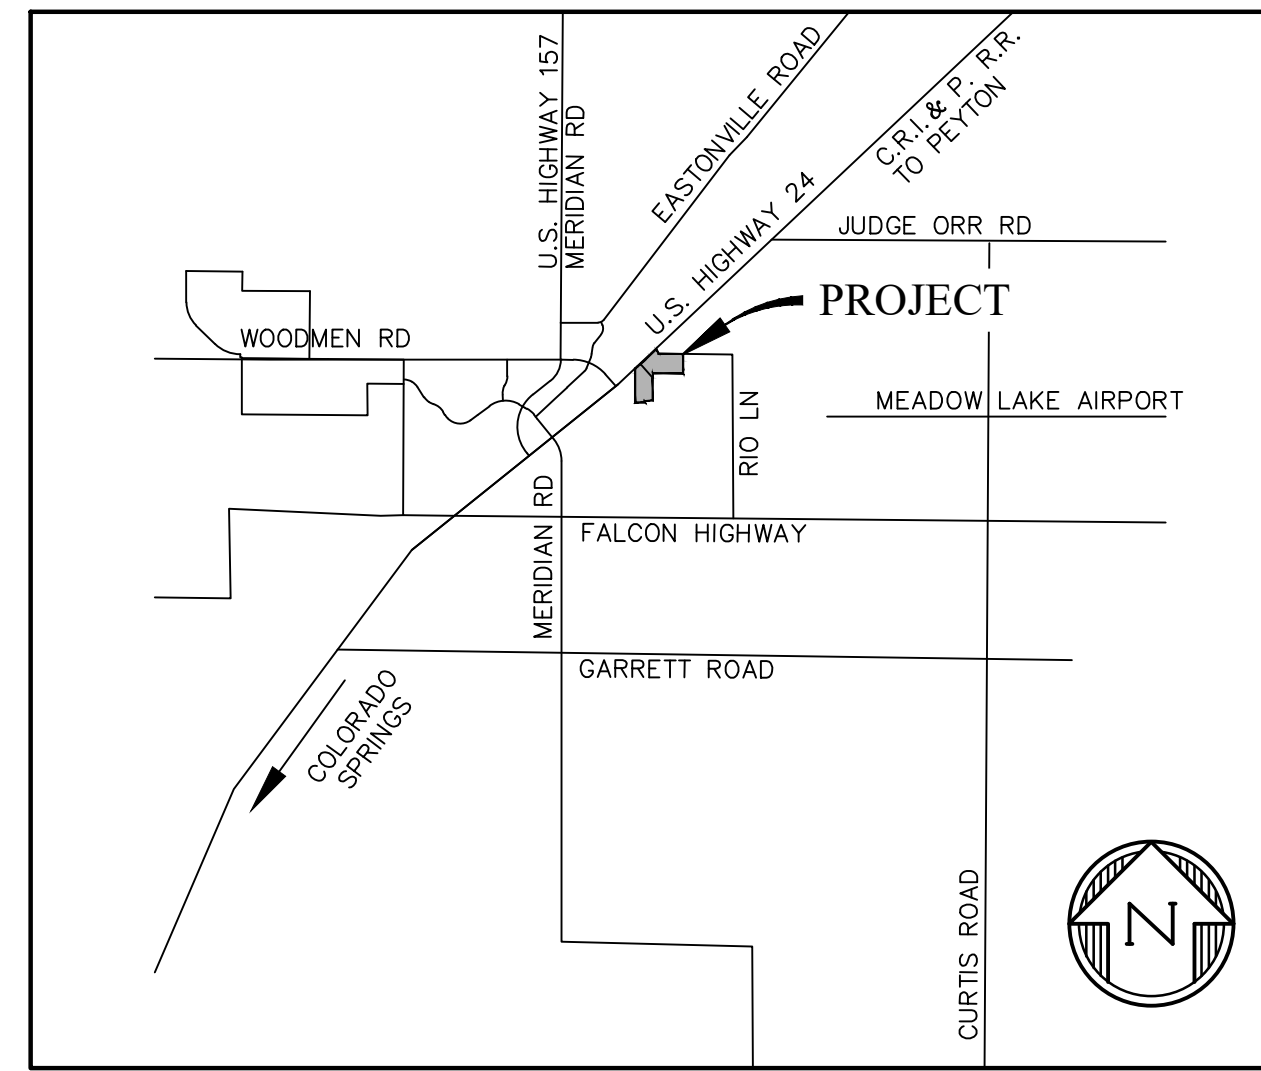 U.S. HIGHWAY 157
MERIDIAN RD
EASTONVILLE ROAD
C.R.I. & P. R.R.
TO PEYTON
U.S. HIGHWAY 24
JUDGE ORR RD
PROJECT
WOODMEN RD
MEADOW LAKE AIRPORT
RIO LN
MERIDIAN RD
FALCON HIGHWAY
GARRETT ROAD
COLORADO
SPRINGS
CURTIS ROAD
N